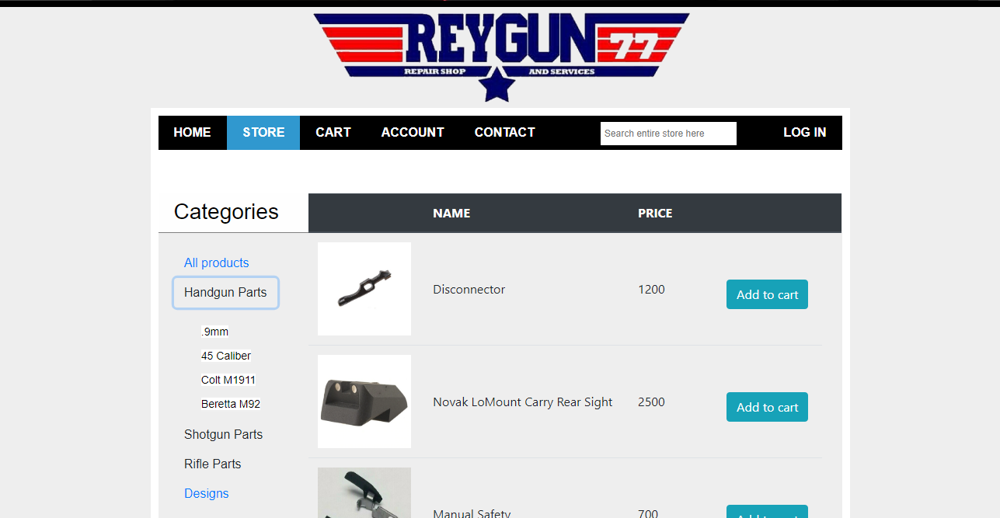 REYGUN 77
REPAIR SHOP AND SERVICES
HOME STORE CART ACCOUNT CONTACT Search entire store here LOG IN
Categories NAME PRICE
All products
Handgun Parts
.9mm
45 Caliber
Colt M1911
Beretta M92
Shotgun Parts
Rifle Parts
Designs
Disconnector 1200 Add to cart
Novak LoMount Carry Rear Sight 2500 Add to cart
Manual Safety 700 Add to cart